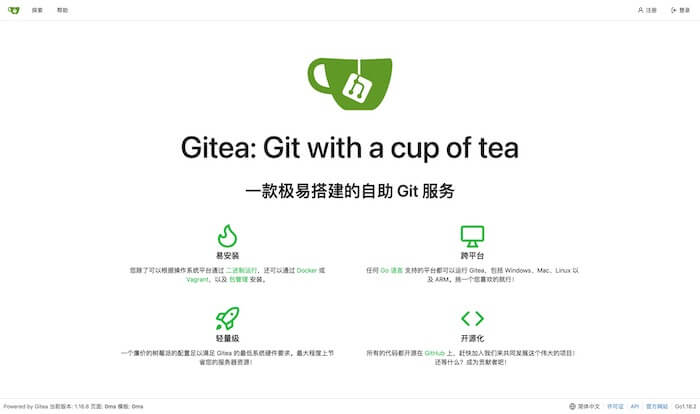 探索 帮助 注册 登录
Gitea: Git with a cup of tea
一款极易搭建的自助 Git 服务
易安装
您除了可以根据操作系统平台通过 二进制运行，还可以通过 Docker 或
Vagrant，以及 包管理 安装。
跨平台
任何 Go 语言 支持的平台都可以运行 Gitea，包括 Windows、Mac、Linux 以
及 ARM。挑一个您喜欢的就行！
轻量级
一个廉价的树莓派的配置足以满足 Gitea 的最低系统硬件要求。最大程度上节
省您的服务器资源！
开源化
所有的代码都开源在 GitHub 上，赶快加入我们来共同发展这个伟大的项目！
还等什么？成为贡献者吧！
Powered by Gitea 当前版本: 1.16.8 页面: 0ms 模板: 0ms 简体中文 许可证 API 官方网站 Go1.18.2